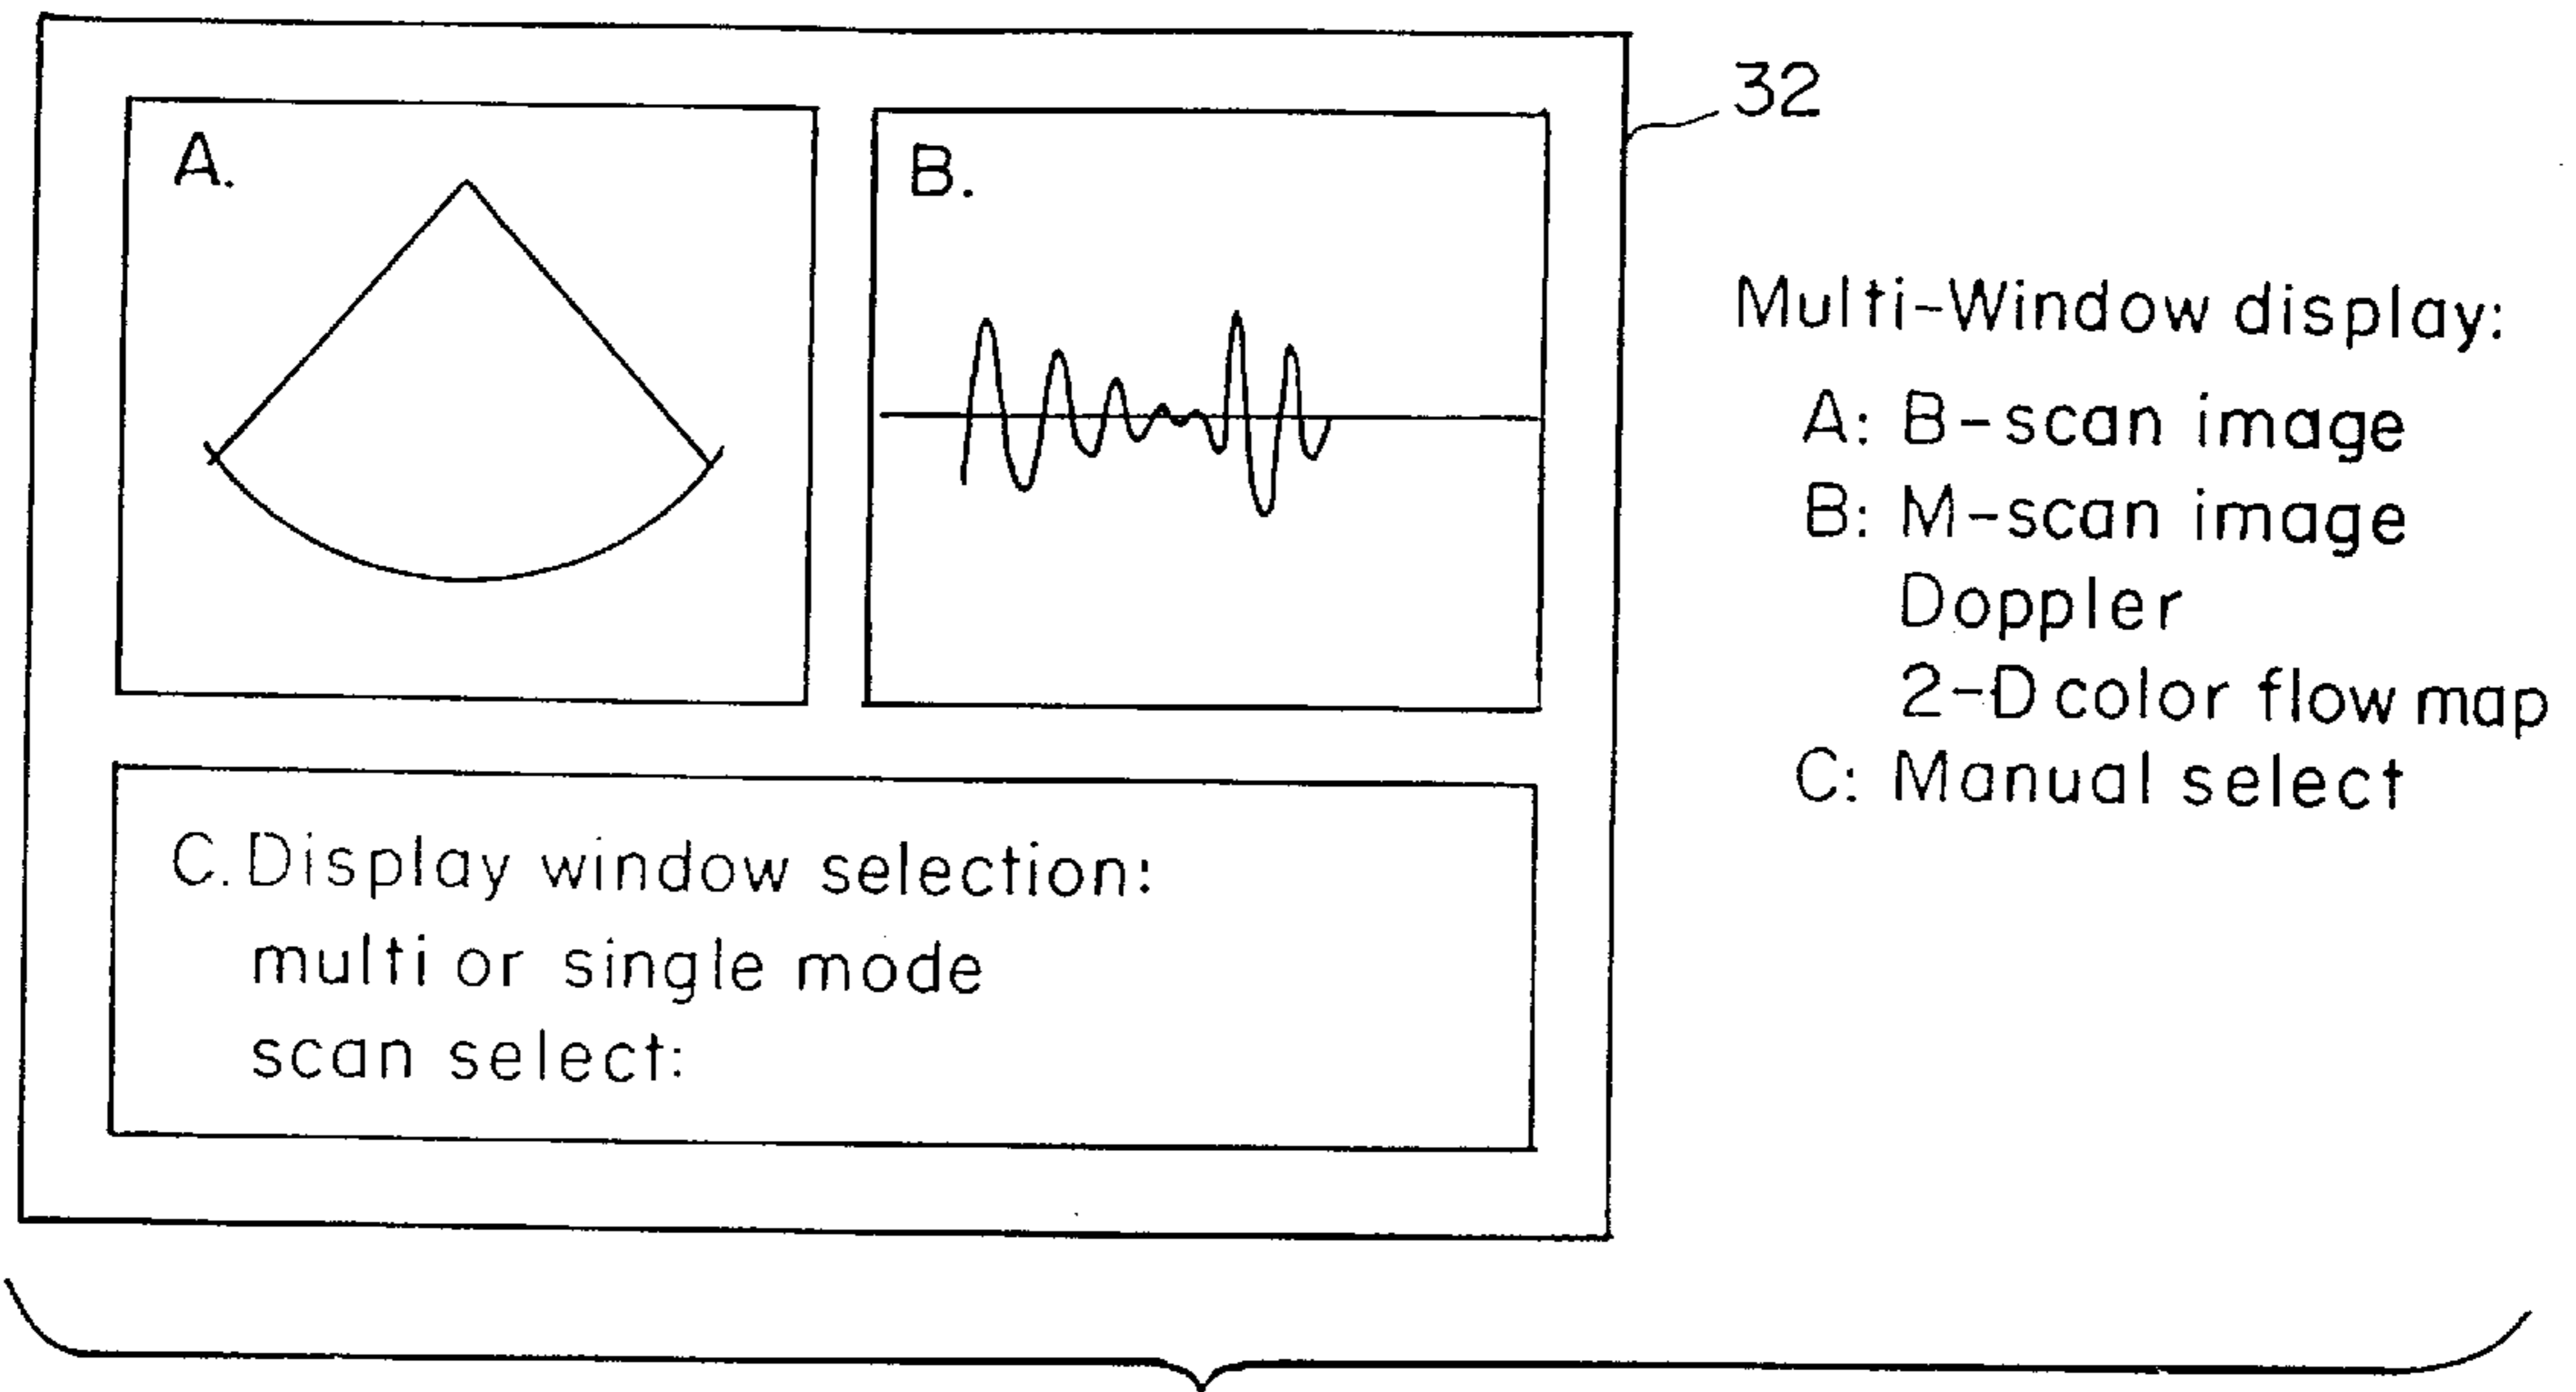 A.
B.
32
Multi-Window display:
A: B-scan image
B: M-scan image
Doppler
2-D color flow map
C: Manual select
C. Display window selection:
multi or single mode
scan select: